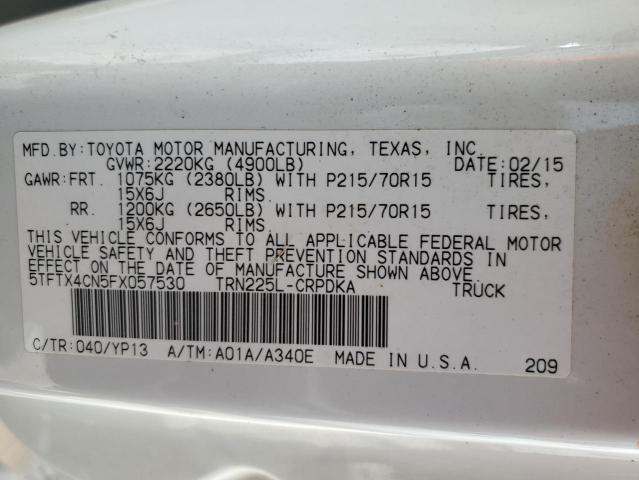 MFD.BY:TOYOTA MOTOR MANUFACTURING, TEXAS, INC.
GVWR:2220KG (4900LB) DATE:02/15
GAWR:FRT. 1075KG (2380LB) WITH P215/70R15 TIRES,
15X6J RIMS
RR. 1200KG (2650LB) WITH P215/70R15 TIRES,
15X6J RIMS
THIS VEHICLE CONFORMS TO ALL APPLICABLE FEDERAL MOTOR
VEHICLE SAFETY AND THEFT PREVENTION STANDARDS IN
EFFECT ON THE DATE OF MANUFACTURE SHOWN ABOVE.
5TFTX4CN5FX057530 TRN225L-CRPDKA TRUCK
C/TR:040/YP13 A/TM:A01A/A340E MADE IN U.S.A. 209